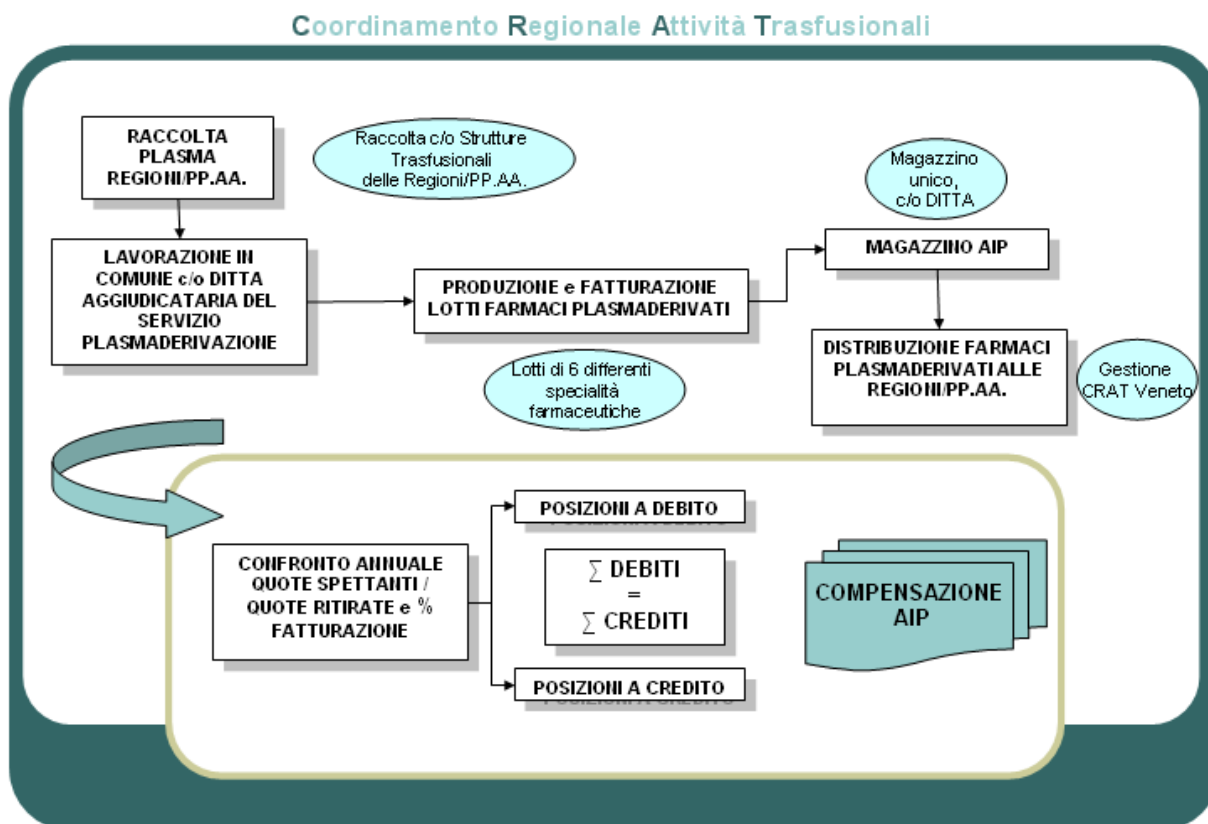 Coordinamento Regionale Attività Trasfusionali
RACCOLTA
PLASMA
REGIONI/PP.AA.
Raccolta c/o Strutture
Trasfusionali
delle Regioni/PP.AA.
Magazzino
unico,
c/o DITTA
LAVORAZIONE IN
COMUNE c/o DITTA
AGGIUDICATARIA DEL
SERVIZIO
PLASMADERIVAZIONE
PRODUZIONE e FATTURAZIONE
LOTTI FARMACI PLASMADERIVATI
MAGAZZINO AIP
Lotti di 6 differenti
specialità
farmaceutiche
DISTRIBUZIONE FARMACI
PLASMADERIVATI ALLE
REGIONI/PP.AA.
Gestione
CRAT Veneto
CONFRONTO ANNUALE
QUOTE SPETTANTI /
QUOTE RITIRATE e %
FATTURAZIONE
POSIZIONI A DEBITO
∑ DEBITI
=
∑ CREDITI
POSIZIONI A CREDITO
COMPENSAZIONE
AIP